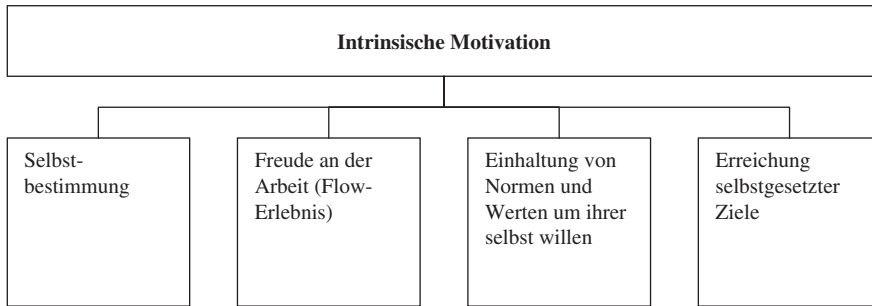 Intrinsische Motivation
Selbst-
bestimmung
Freude an der
Arbeit (Flow-
Erlebnis)
Einhaltung von
Normen und
Werten um ihrer
selbst willen
Erreichung
selbstgesetzter
Ziele